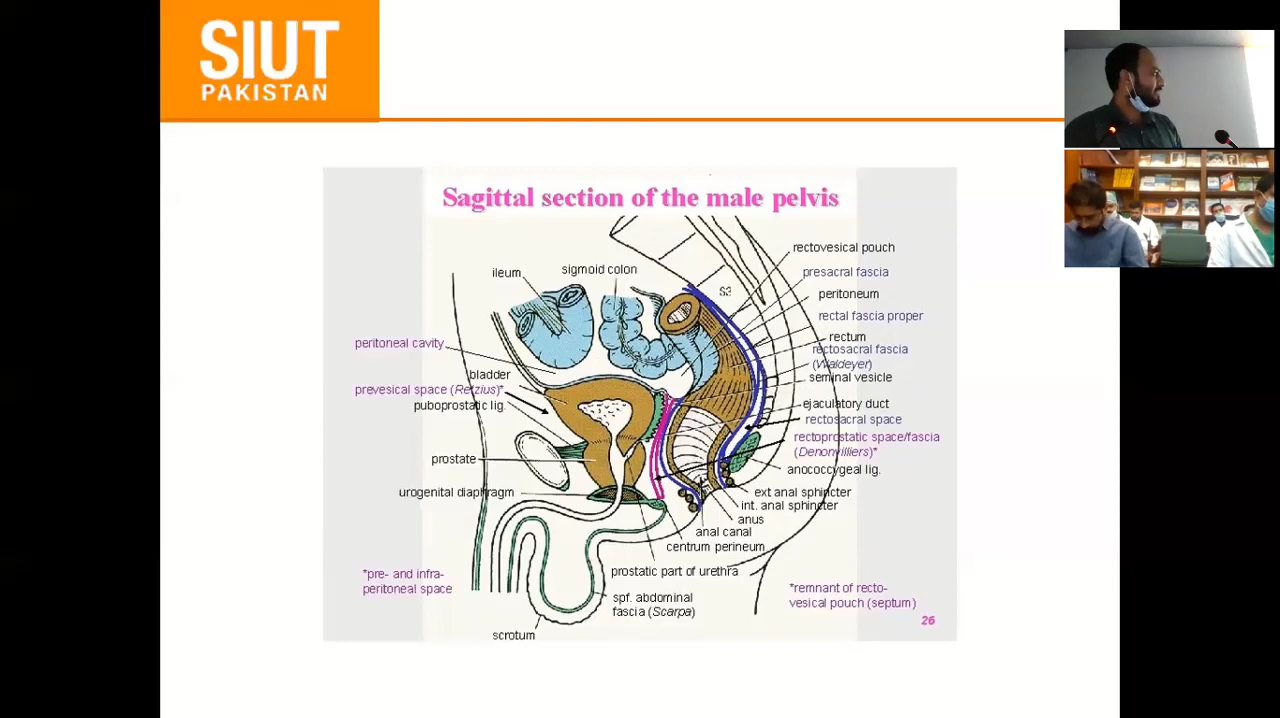 SIUT
PAKISTAN
Sagittal section of the male pelvis
rectovesical pouch
ileum
sigmoid colon
presacral fascia
S3
peritoneum
rectal fascia proper
rectum
peritoneal cavity
rectosacral fascia
(Waldeyer)
bladder
seminal vesicle
prevesical space (Retzius)*
puboprostatic lig.
ejaculatory duct
rectosacral space
rectoprostatic space/fascia
(Denonvilliers)*
prostate
anococcygeal lig.
urogenital diaphragm
ext anal sphincter
int. anal sphincter
anus
anal canal
centrum perineum
prostatic part of urethra
*pre- and infra-
peritoneal space
*remnant of recto-
vesical pouch (septum)
spf. abdominal
fascia (Scarpa)
26
scrotum